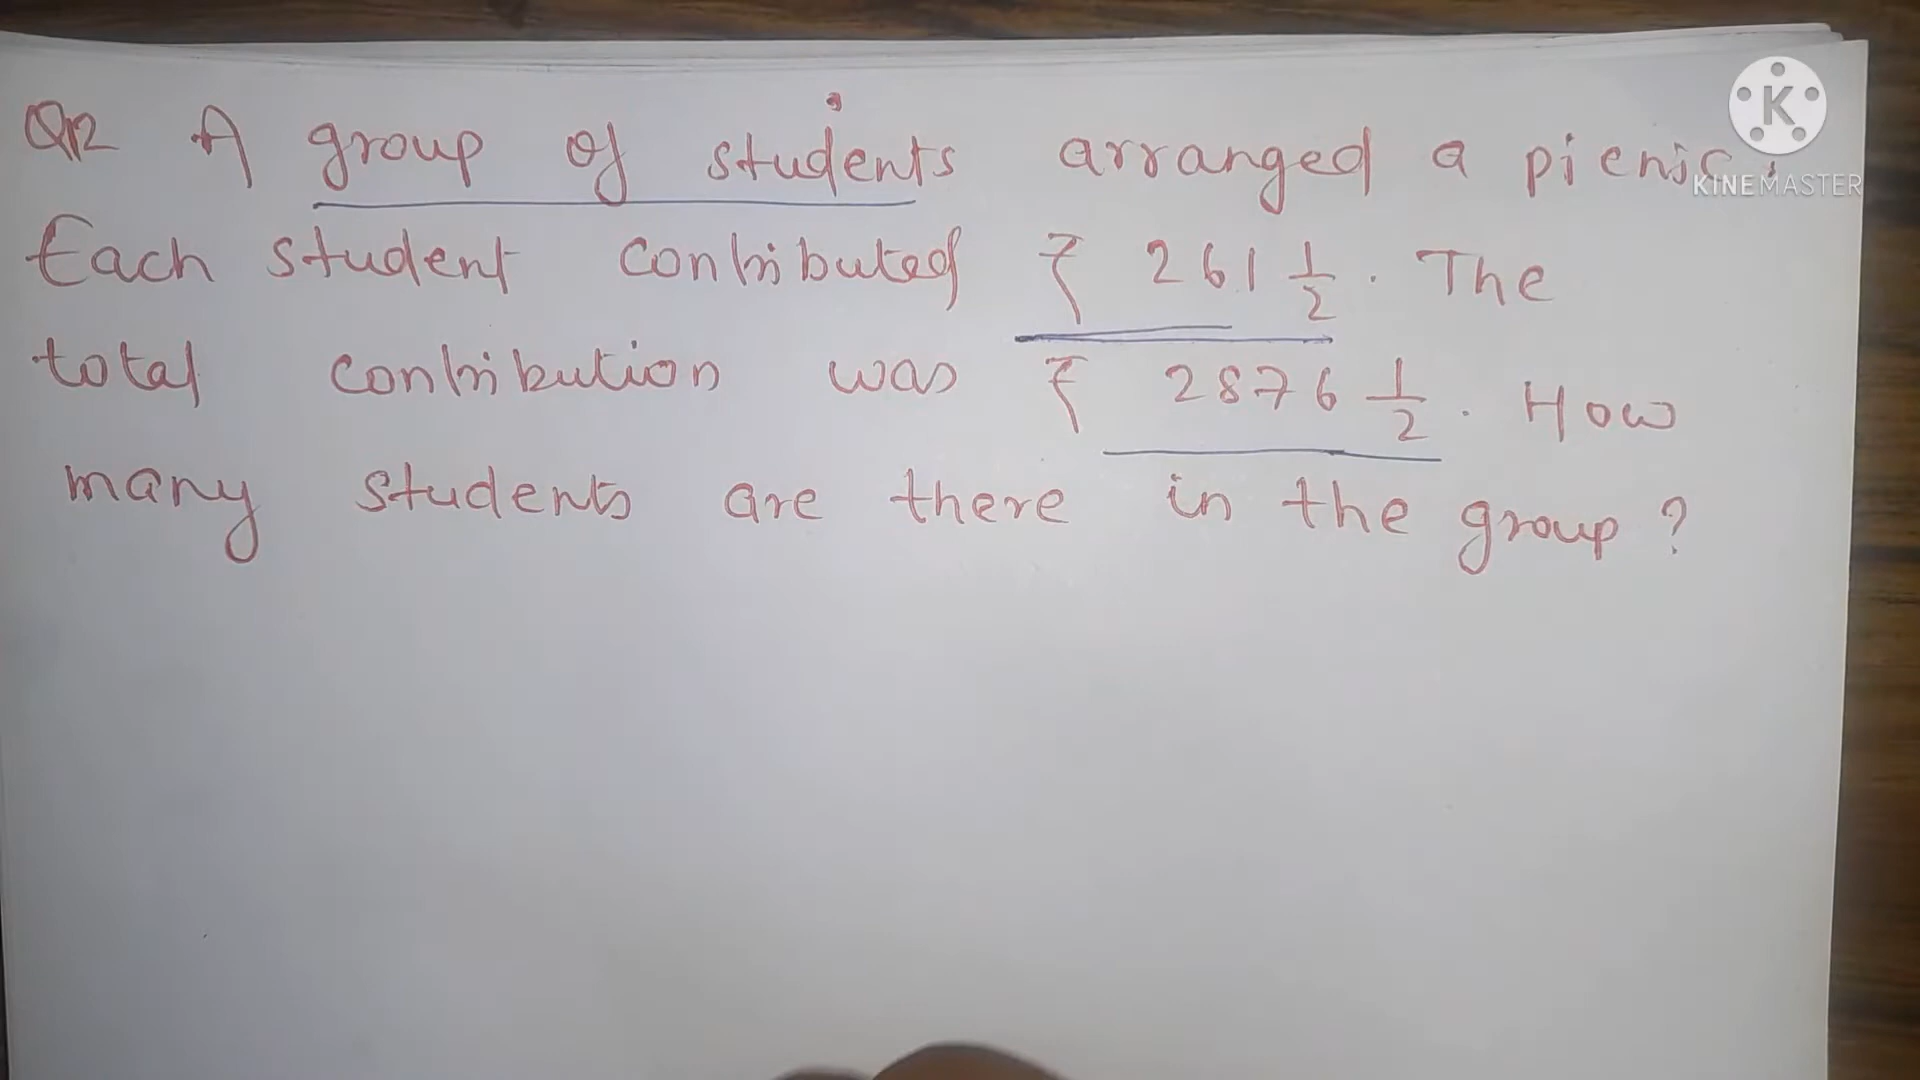 Q12 A group of students arranged a picnic.
Each student contributed ₹ 261 1/2. The
total contribution was ₹ 2876 1/2. How
many students are there in the group?
K
KINEMASTER